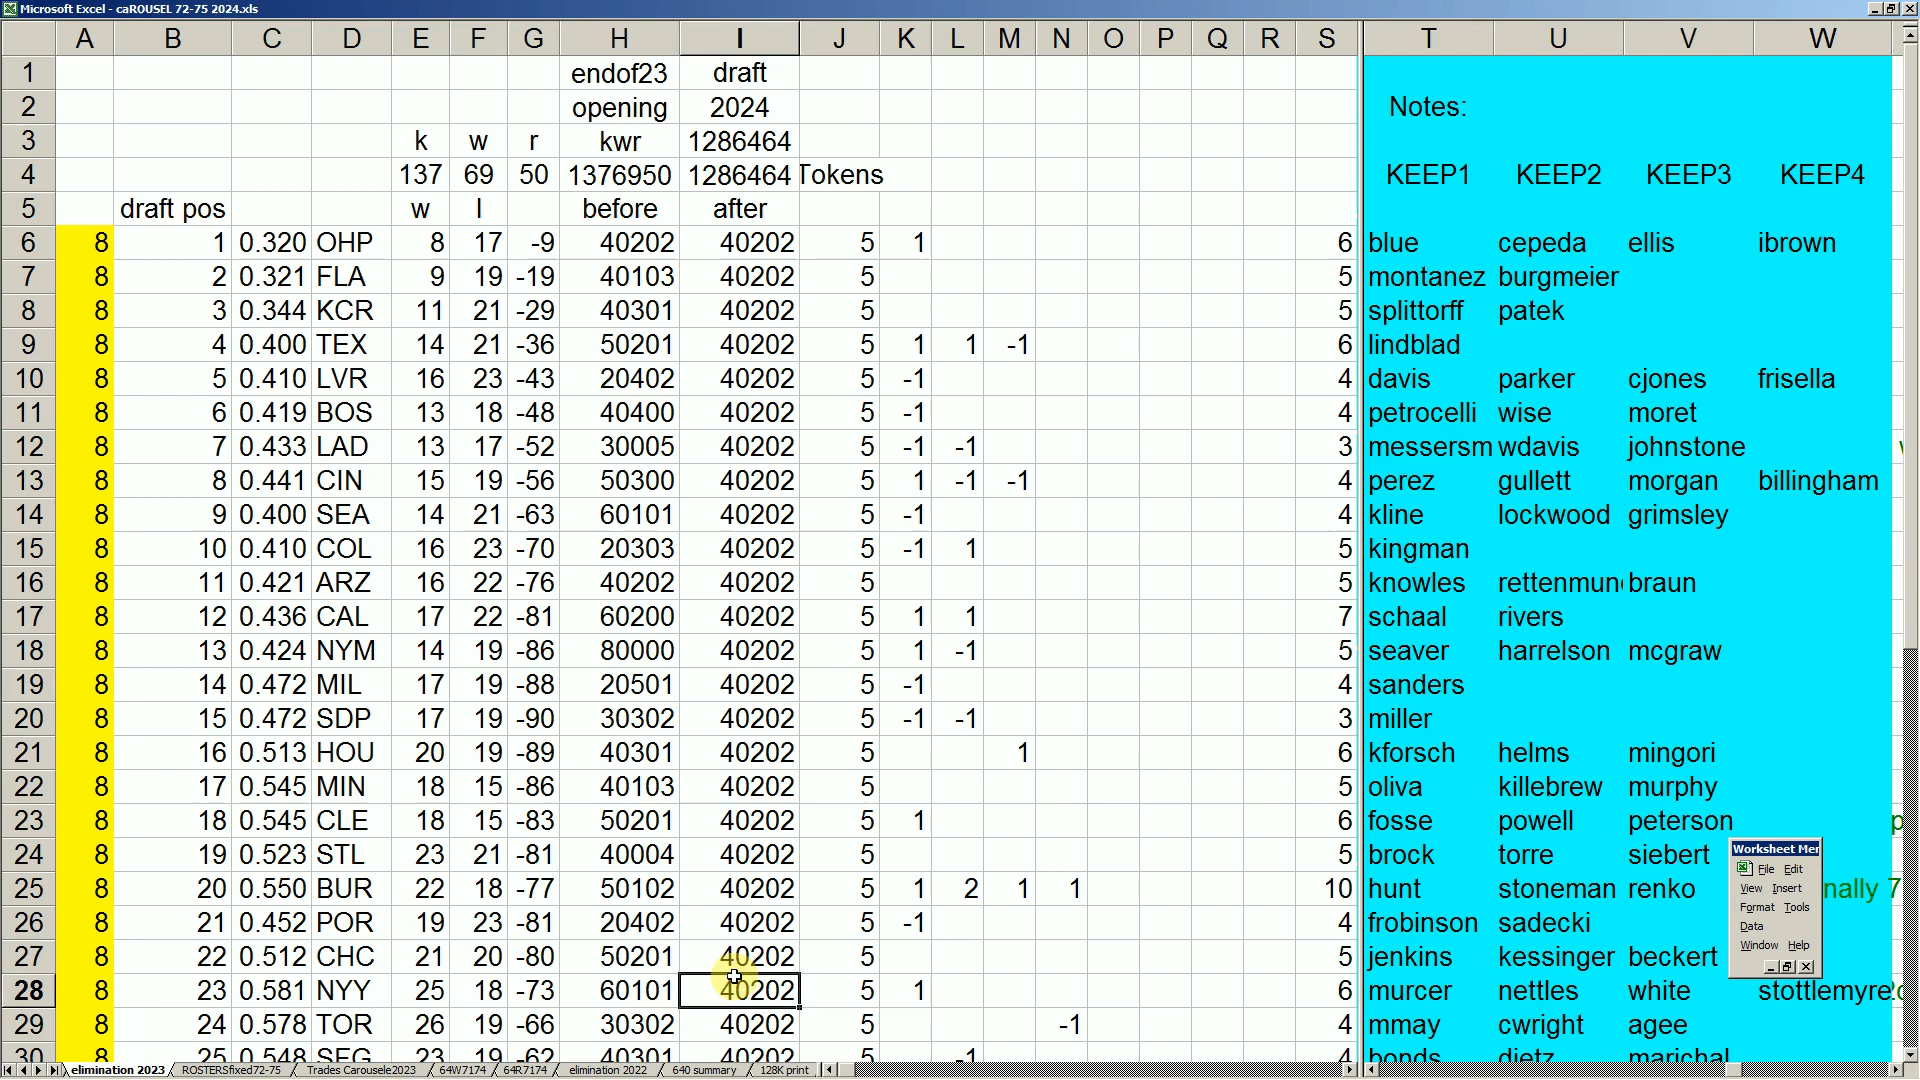 Microsoft Excel - caROUSEL 72-75 2024.xls
A B C D E F G H I J K L M N O P Q R S T U V W
1 endof23 draft
2 opening 2024 Notes:
3 k w r kwr 1286464
4 137 69 50 1376950 1286464 Tokens KEEP1 KEEP2 KEEP3 KEEP4
5 draft pos w l before after
6 8 1 0.320 OHP 8 17 -9 40202 40202 5 1 6 blue cepeda ellis ibrown
7 8 2 0.321 FLA 9 19 -19 40103 40202 5 5 montanez burgmeier
8 8 3 0.344 KCR 11 21 -29 40301 40202 5 5 splittorff patek
9 8 4 0.400 TEX 14 21 -36 50201 40202 5 1 1 -1 6 lindblad
10 8 5 0.410 LVR 16 23 -43 20402 40202 5 -1 4 davis parker cjones frisella
11 8 6 0.419 BOS 13 18 -48 40400 40202 5 -1 4 petrocelli wise moret
12 8 7 0.433 LAD 13 17 -52 30005 40202 5 -1 -1 3 messersm wdavis johnstone
13 8 8 0.441 CIN 15 19 -56 50300 40202 5 1 -1 -1 4 perez gullett morgan billingham
14 8 9 0.400 SEA 14 21 -63 60101 40202 5 -1 4 kline lockwood grimsley
15 8 10 0.410 COL 16 23 -70 20303 40202 5 -1 1 5 kingman
16 8 11 0.421 ARZ 16 22 -76 40202 40202 5 5 knowles rettenmun braun
17 8 12 0.436 CAL 17 22 -81 60200 40202 5 1 1 7 schaal rivers
18 8 13 0.424 NYM 14 19 -86 80000 40202 5 1 -1 5 seaver harrelson mcgraw
19 8 14 0.472 MIL 17 19 -88 20501 40202 5 -1 4 sanders
20 8 15 0.472 SDP 17 19 -90 30302 40202 5 -1 -1 3 miller
21 8 16 0.513 HOU 20 19 -89 40301 40202 5 1 6 kforsch helms mingori
22 8 17 0.545 MIN 18 15 -86 40103 40202 5 5 oliva killebrew murphy
23 8 18 0.545 CLE 18 15 -83 50201 40202 5 1 6 fosse powell peterson p
24 8 19 0.523 STL 23 21 -81 40004 40202 5 5 brock torre siebert
25 8 20 0.550 BUR 22 18 -77 50102 40202 5 1 2 1 1 10 hunt stoneman renko nally 7
26 8 21 0.452 POR 19 23 -81 20402 40202 5 -1 4 frobinson sadecki
27 8 22 0.512 CHC 21 20 -80 50201 40202 5 5 jenkins kessinger beckert
28 8 23 0.581 NYY 25 18 -73 60101 40202 5 1 6 murcer nettles white stottlemyre
29 8 24 0.578 TOR 26 19 -66 30302 40202 5 -1 4 mmay cwright agee
30 8 25 0.548 SFG 23 19 -62 40301 40202 5 -1 4 bonds dietz marichal
Worksheet Mer
File Edit
View Insert
Format Tools
Data
Window Help
elimination 2023 ROSTERSfixed72-75 Trades Carousele2023 64W7174 64R7174 elimination 2022 640 summary 128K print